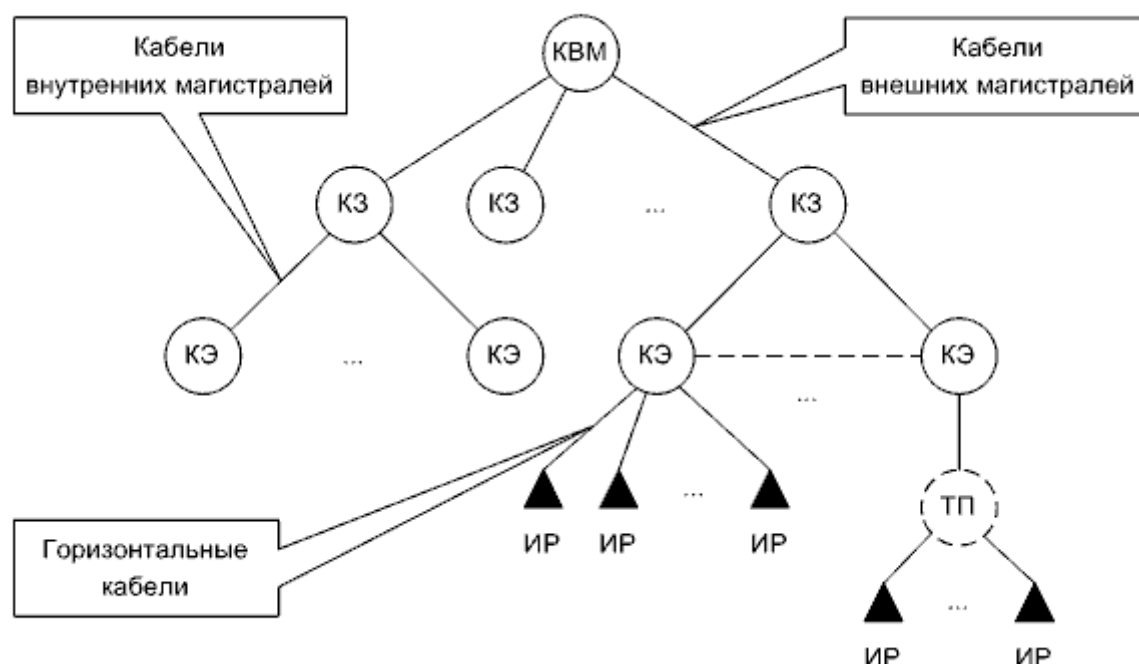 Кабели
внутренних магистралей
КВМ
Кабели
внешних магистралей
КЗ
КЗ
...
КЗ
КЭ
...
КЭ
КЭ
КЭ
...
...
ТП
ИР
ИР
ИР
Горизонтальные
кабели
...
ИР
ИР